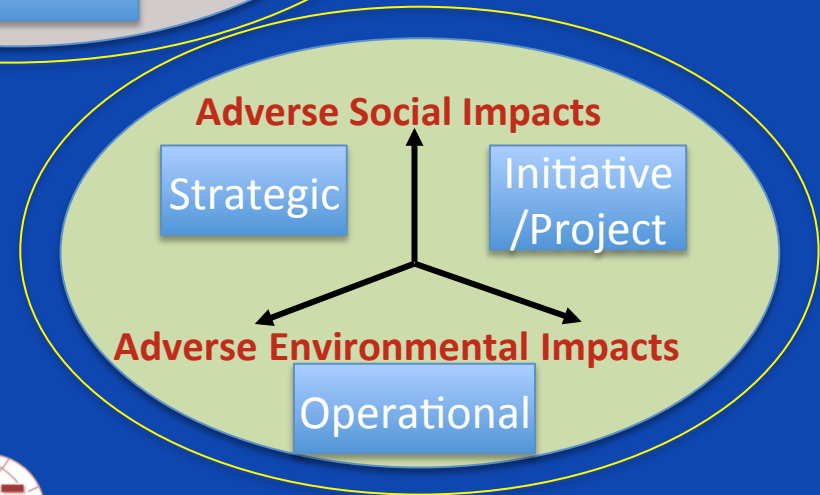 Adverse Social Impacts
Strategic
Initiative
/Project
Adverse Environmental Impacts
Operational